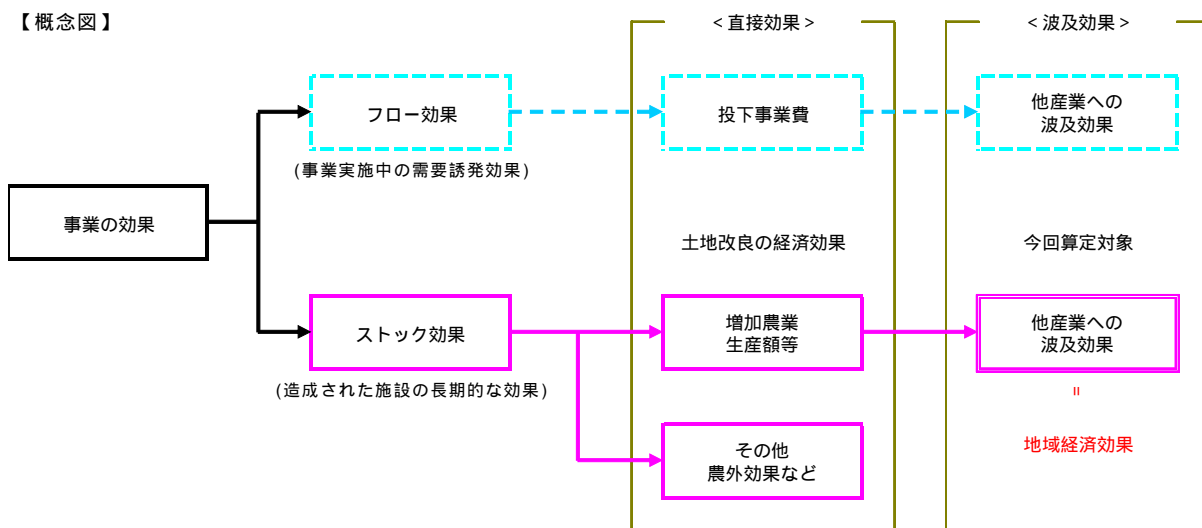 【概念図】
<直接効果>
<波及効果>
フロー効果
投下事業費
他産業への
波及効果
(事業実施中の需要誘発効果)
事業の効果
土地改良の経済効果
今回算定対象
ストック効果
増加農業
生産額等
他産業への
波及効果
(造成された施設の長期的な効果)
=
その他
農外効果など
地域経済効果